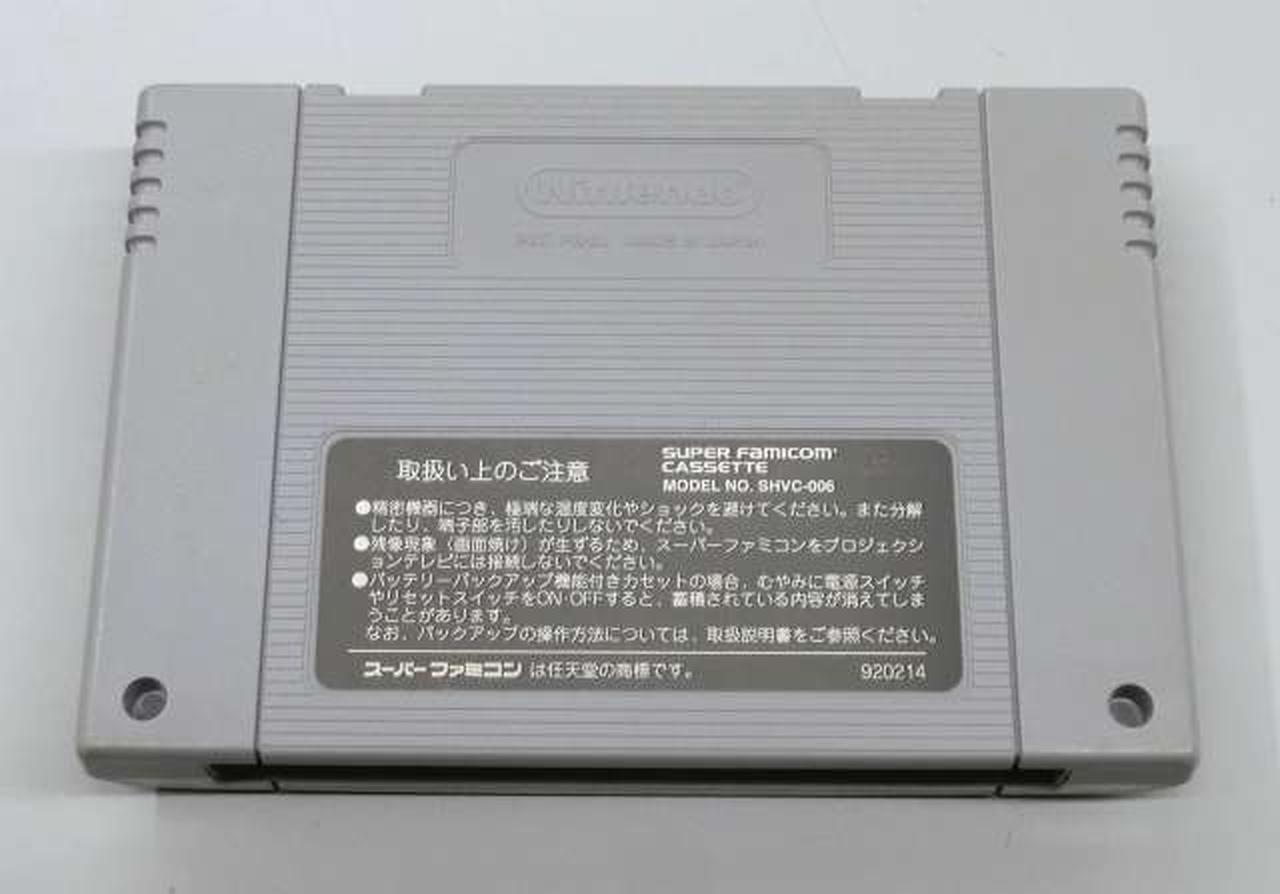 Nintendo
PAT. PEND. MADE IN JAPAN
取扱い上のご注意
SUPER FAMICOM
CASSETTE
MODEL NO. SHVC-006
●精密機器につき、極端な温度変化やショックを避けてください。また分解
したり、端子部を汚したりしないでください。
●残像現象(画面焼け)が生ずるため、スーパーファミコンをプロジェクシ
ョンテレビには接続しないでください。
●バッテリーバックアップ機能付きカセットの場合、むやみに電源スイッチ
やリセットスイッチをON・OFFすると、蓄積されている内容が消えてしま
うことがあります。
なお、バックアップの操作方法については、取扱説明書をご参照ください。
スーパーファミコン は任天堂の商標です。
920214